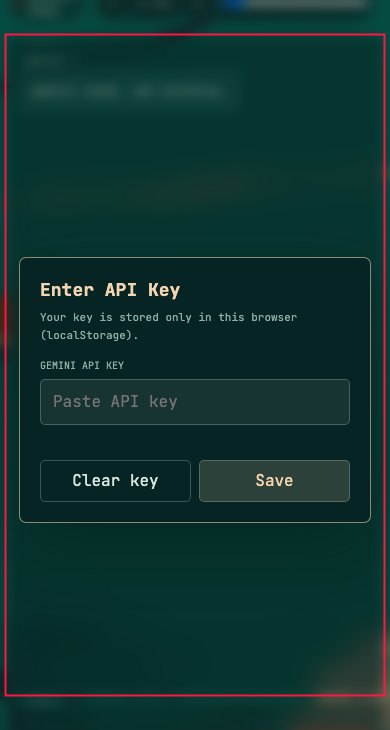 Enter API Key
Your key is stored only in this browser
(localStorage).
GEMINI API KEY
Paste API key
Clear key
Save